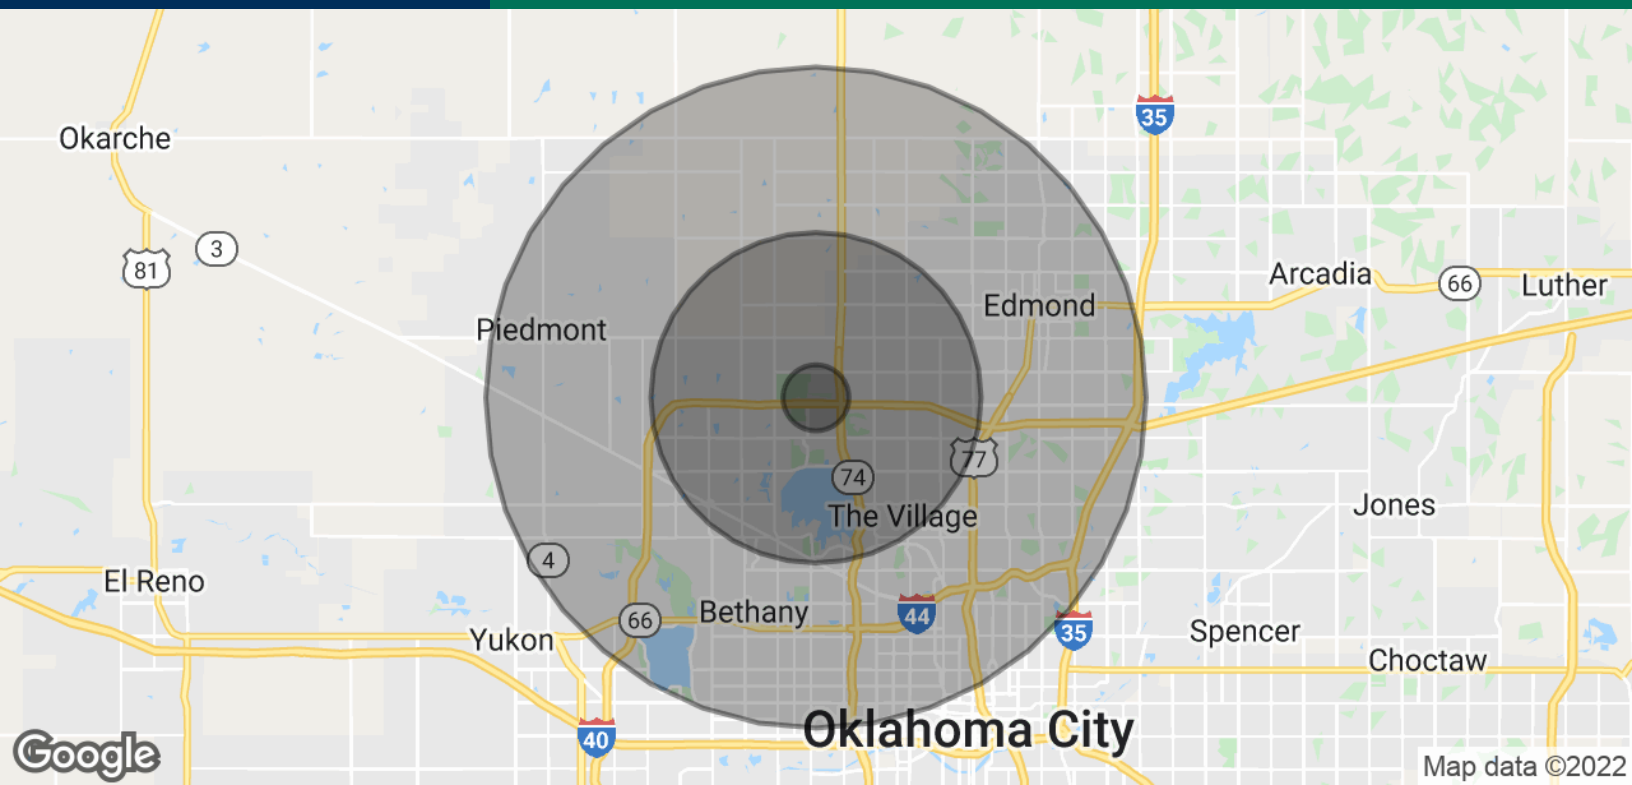 35
Okarche
3
81
Arcadia
66
Luther
Edmond
Piedmont
77
74
Jones
The Village
4
El Reno
Bethany
44
66
35
Spencer
Yukon
Choctaw
Oklahoma City
40
Google
Map data ©2022